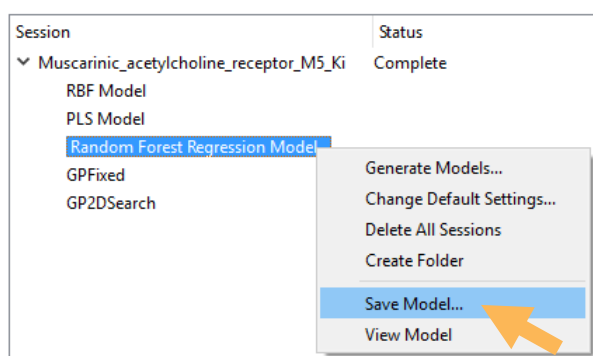 Session Status
Muscarinic_acetylcholine_receptor_M5_Ki Complete
RBF Model
PLS Model
Random Forest Regression Model
GPFixed
GP2DSearch
Generate Models...
Change Default Settings...
Delete All Sessions
Create Folder
Save Model...
View Model